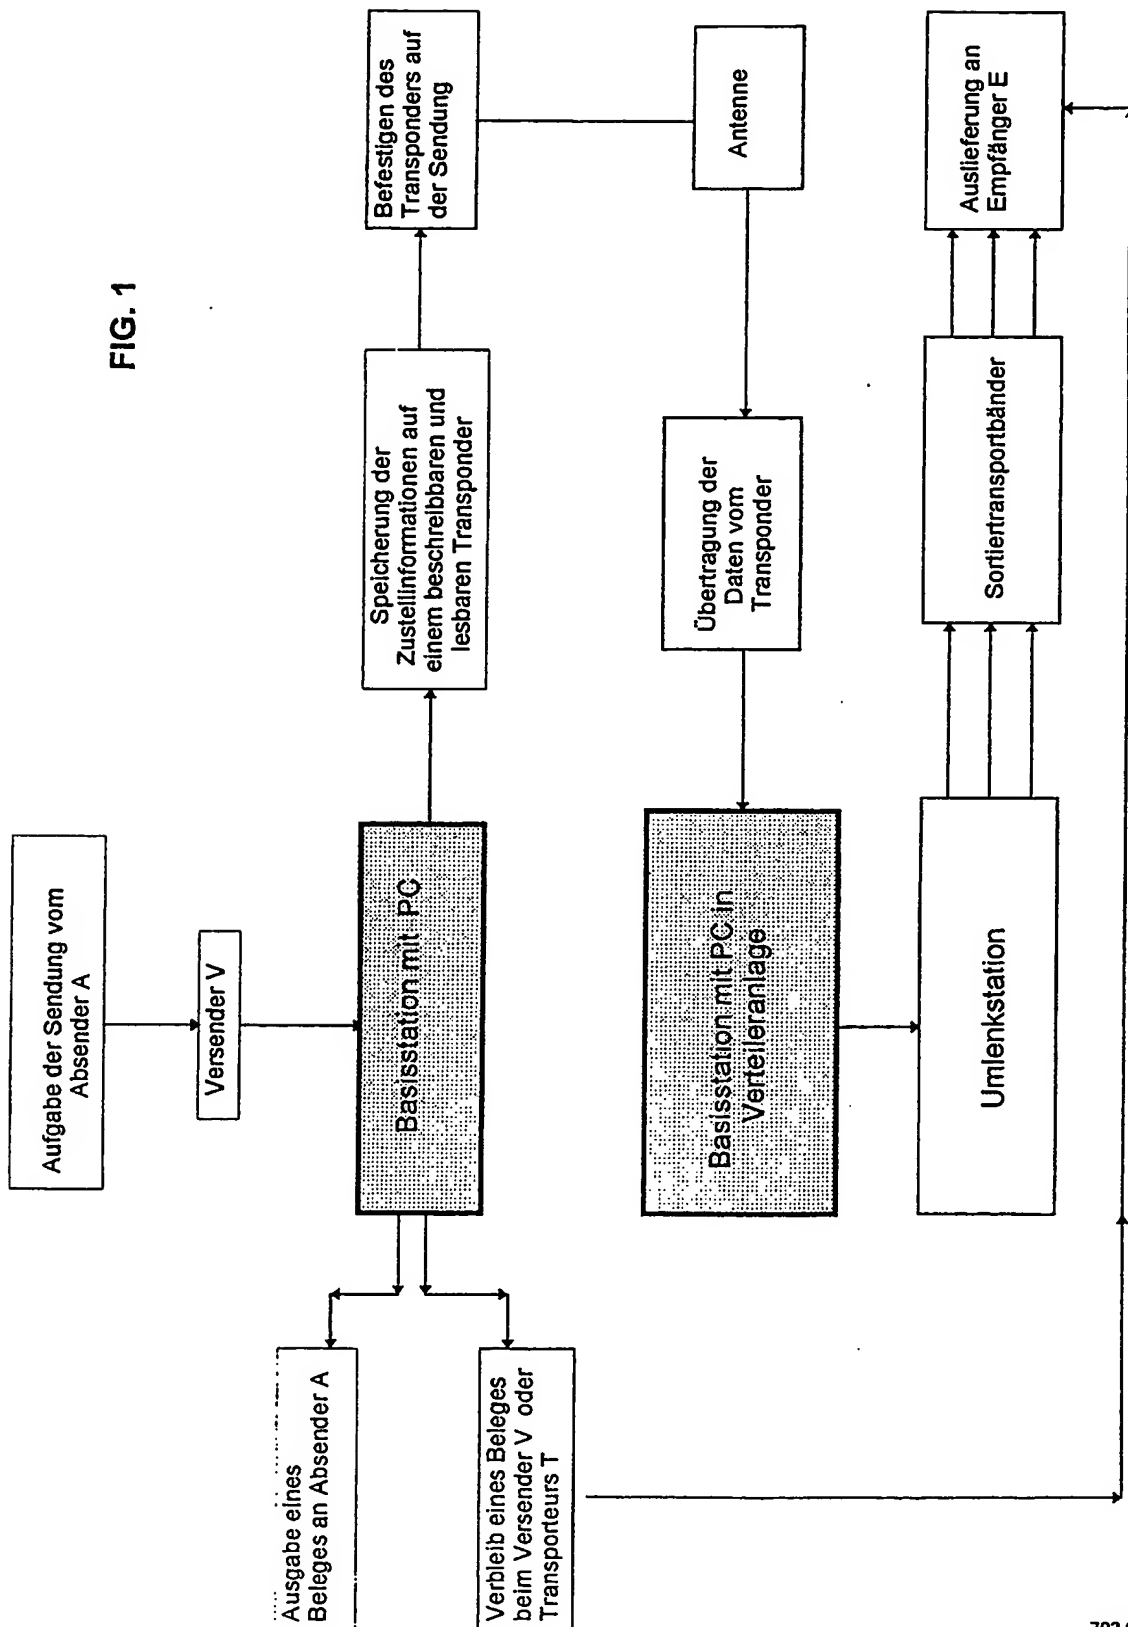 FIG. 1
Aufgabe der Sendung vom
Absender A
Versender V
Ausgabe eines
Beleges an Absender A
Verbleib eines Beleges
beim Versender V oder
Transporteurs T
Basisstation mit PC
Speicherung der
Zustellinformationen auf
einem beschreibbaren und
lesbaren Transponder
Befestigen des
Transponders auf
der Sendung
Antenne
Übertragung der
Daten vom
Transponder
Basisstation mit PC in
Verteileranlage
Umlenkstation
Sortiertransportbänder
Auslieferung an
Empfänger E